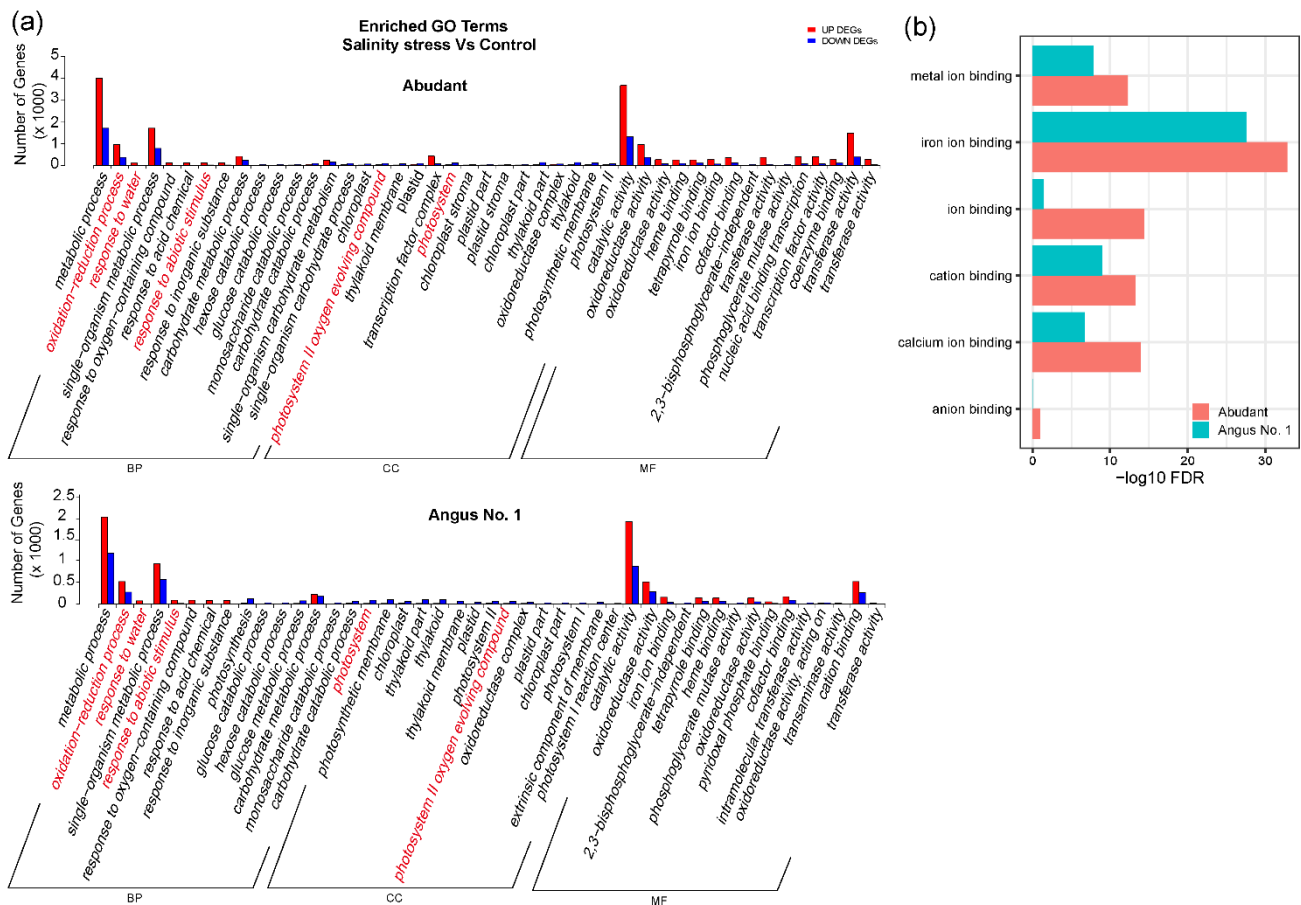 (a)
Enriched GO Terms
Salinity stress Vs Control
UP DEGs
DOWN DEGs
Abudant
Number of Genes
(x 1000)
5
4
3
2
1
0
metabolic process
oxidation-reduction process
response to water
single-organism metabolic process
response to oxygen-containing compound
response to acid chemical
response to abiotic stimulus
response to inorganic substance
carbohydrate metabolic process
hexose catabolic process
glucose catabolic process
monosaccharide catabolic process
carbohydrate catabolic process
single-organism carbohydrate metabolism
single-organism carbohydrate process
chloroplast
photosystem II oxygen evolving compound
thylakoid membrane
plastid
transcription factor complex
photosystem
chloroplast stroma
plastid part
plastid stroma
chloroplast part
thylakoid part
oxidoreductase complex
thylakoid
photosynthetic membrane
photosystem II
catalytic activity
oxidoreductase activity
oxidoreductase activity
heme binding
tetrapyrrole binding
iron ion binding
cofactor binding
2,3-bisphosphoglycerate-independent
transferase activity
phosphoglycerate mutase activity
nucleic acid binding transcription
transcription factor activity
coenzyme binding
transferase activity
transferase activity
BP
CC
MF
Angus No. 1
Number of Genes
(x 1000)
2.5
2
1.5
1
0.5
0
metabolic process
oxidation-reduction process
response to water
single-organism metabolic process
response to abiotic stimulus
response to oxygen-containing compound
response to acid chemical
response to inorganic substance
photosynthesis
glucose catabolic process
hexose catabolic process
glucose metabolic process
carbohydrate metabolic process
monosaccharide catabolic process
carbohydrate catabolic process
photosystem
photosynthetic membrane
chloroplast
thylakoid part
thylakoid
thylakoid membrane
plastid
photosystem II
photosystem II oxygen evolving compound
oxidoreductase complex
plastid part
chloroplast part
photosystem I
extrinsic component of membrane
photosystem I reaction center
catalytic activity
oxidoreductase activity
iron ion binding
2,3-bisphosphoglycerate-independent
tetrapyrrole binding
heme binding
phosphoglycerate mutase activity
oxidoreductase activity
pyridoxal phosphate binding
cofactor binding
intramolecular transferase activity
oxidoreductase activity, acting on
transaminase activity
cation binding
transferase activity
BP
CC
MF
(b)
metal ion binding
iron ion binding
ion binding
cation binding
calcium ion binding
anion binding
Abudant
Angus No. 1
0
10
20
30
−log10 FDR